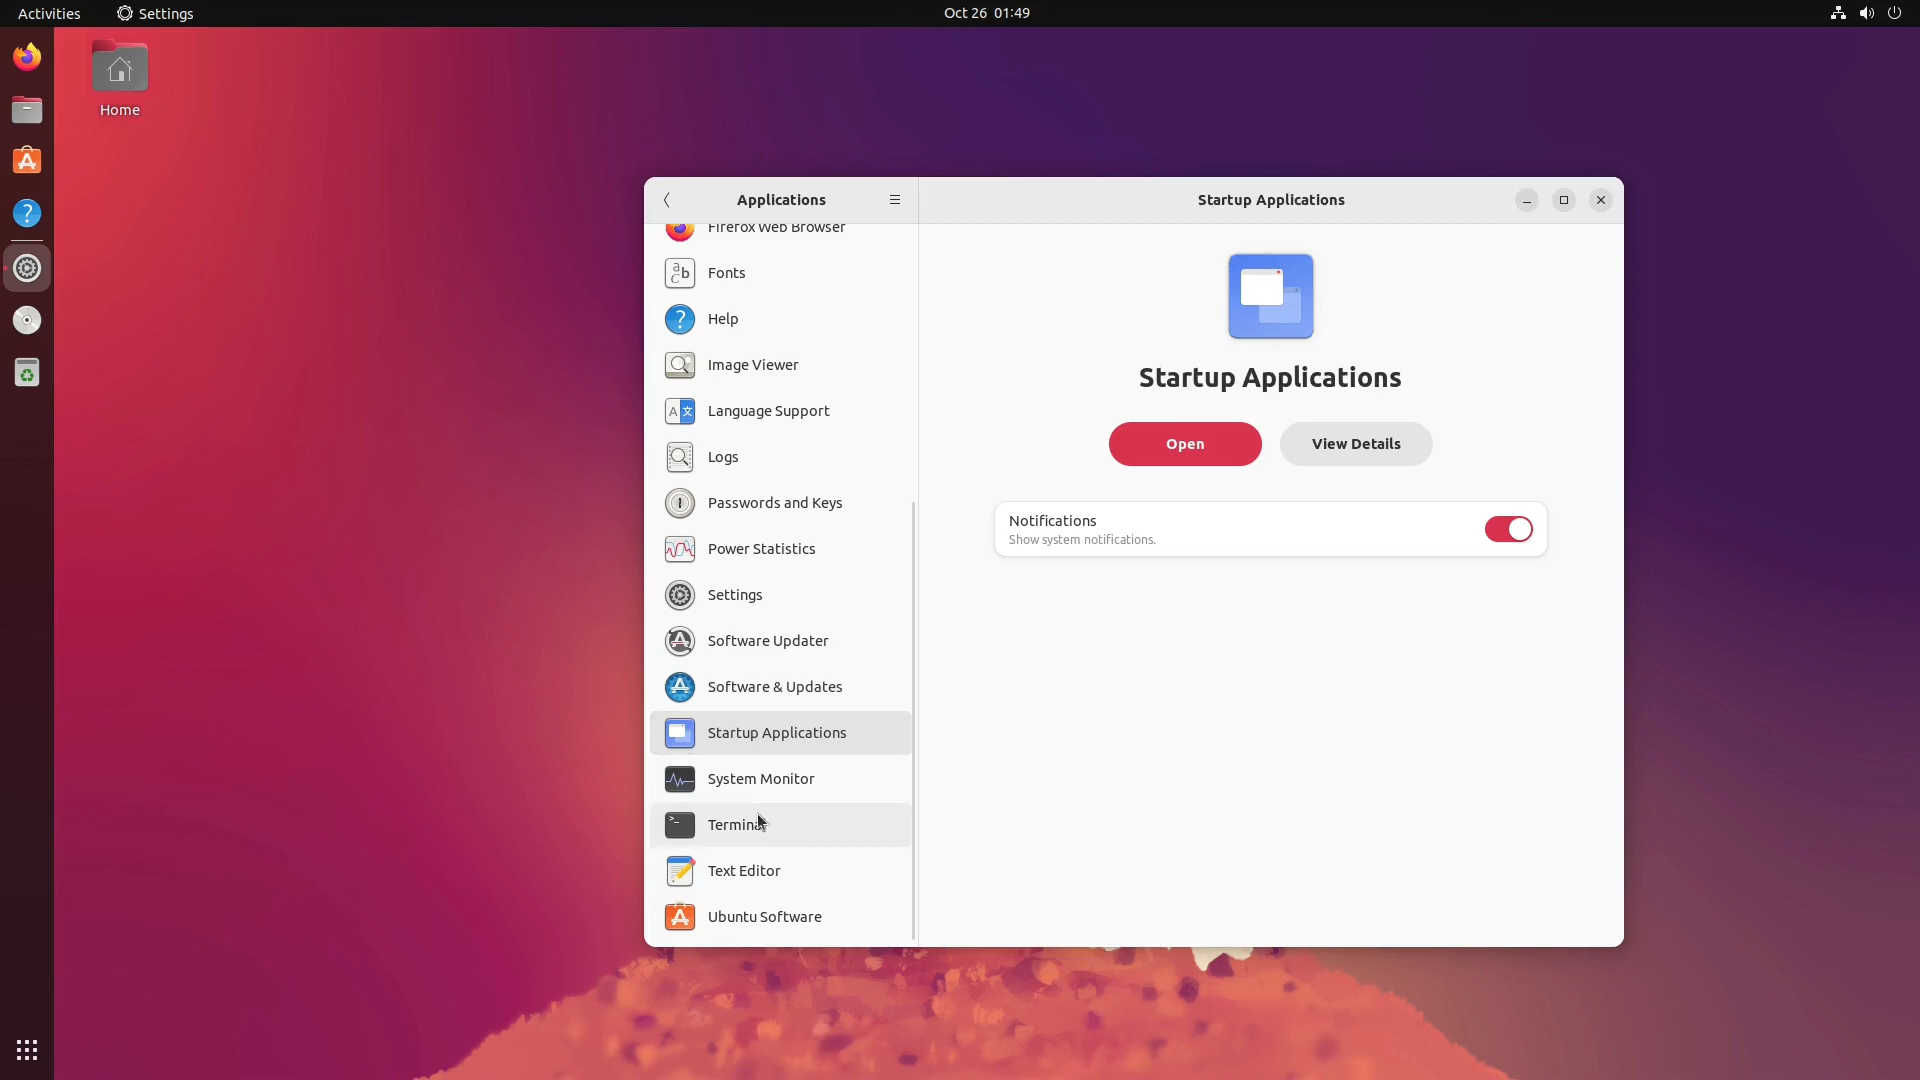 Activities
Settings
Oct 26 01:49
Home
Applications
Startup Applications
Firefox Web Browser
Fonts
Help
Image Viewer
Language Support
Logs
Passwords and Keys
Power Statistics
Settings
Software Updater
Software & Updates
Startup Applications
System Monitor
Terminal
Text Editor
Ubuntu Software
Startup Applications
Open
View Details
Notifications
Show system notifications.